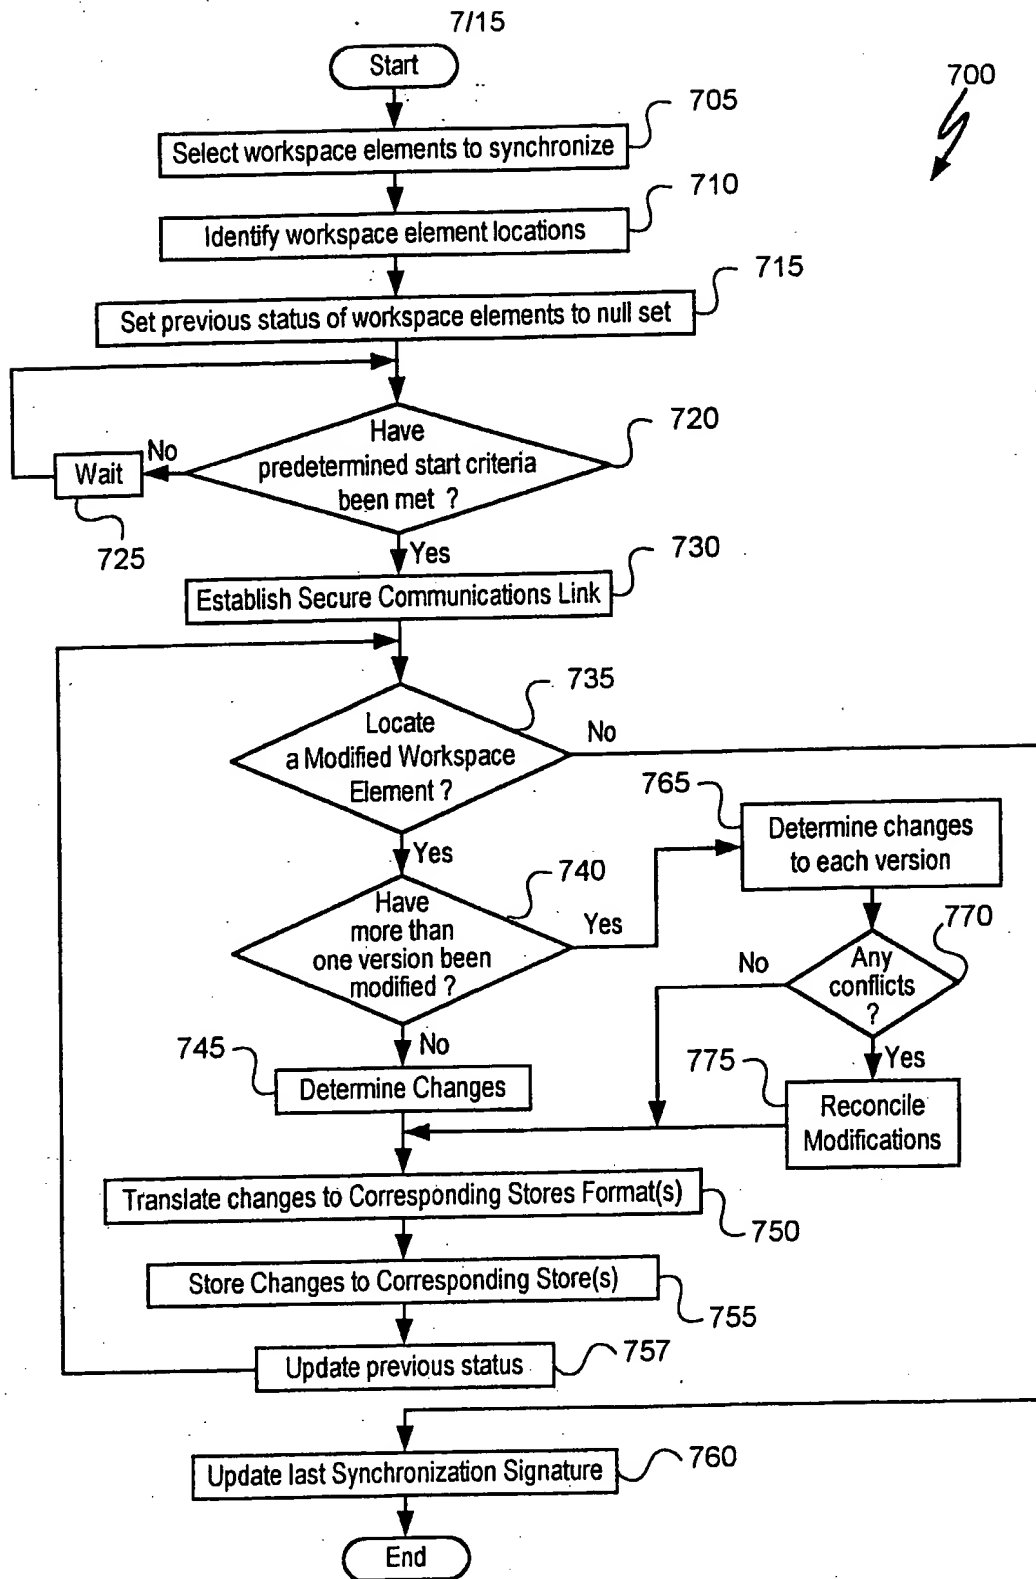 7/15
Start
700
705
Select workspace elements to synchronize
710
Identify workspace element locations
715
Set previous status of workspace elements to null set
720
Have
predetermined start criteria
been met ?
No
Wait
725
Yes
730
Establish Secure Communications Link
735
Locate
a Modified Workspace
Element ?
No
Yes
740
Have
more than
one version been
modified ?
Yes
765
Determine changes
to each version
770
Any
conflicts
?
No
Yes
775
Reconcile
Modifications
No
745
Determine Changes
Translate changes to Corresponding Stores Format(s)
750
Store Changes to Corresponding Store(s)
755
Update previous status
757
Update last Synchronization Signature
760
End